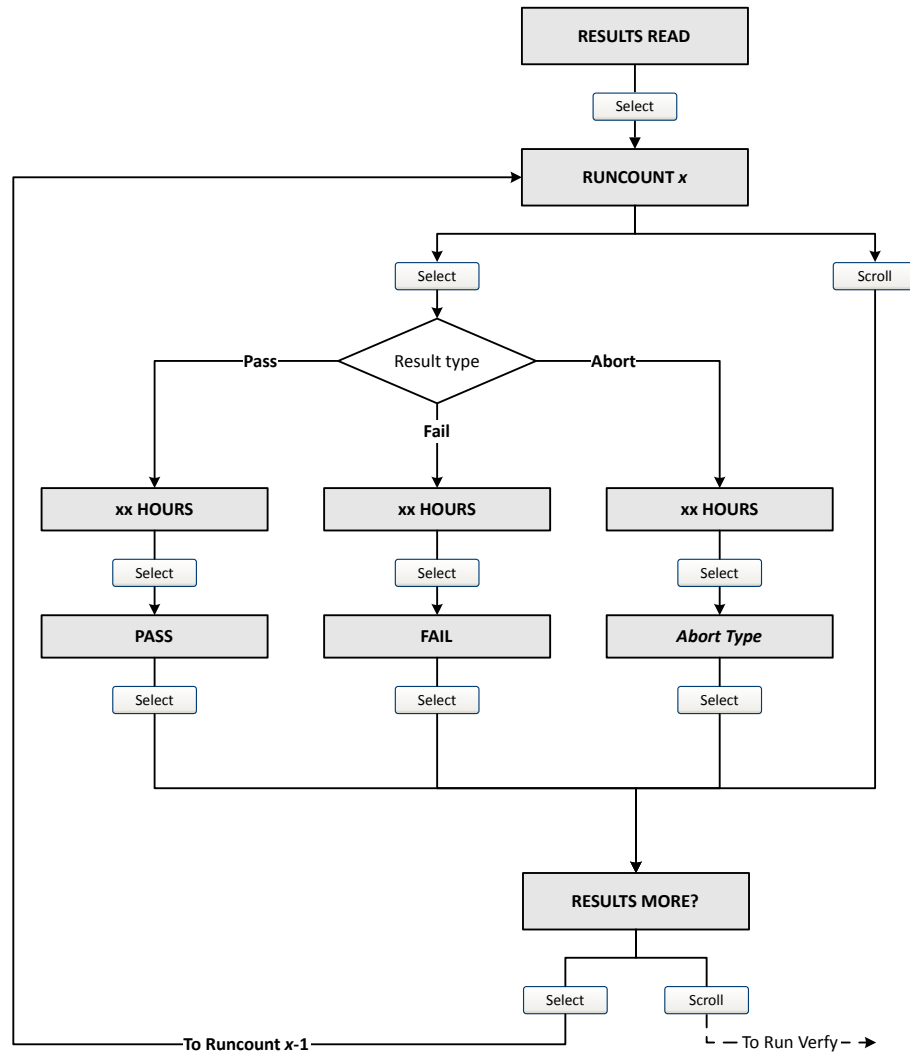 RESULTS READ
Select
RUNCOUNT x
Select
Scroll
Result type
Pass
Abort
Fail
xx HOURS
xx HOURS
xx HOURS
Select
Select
Select
PASS
FAIL
Abort Type
Select
Select
Select
RESULTS MORE?
Select
Scroll
To Runcount x-1
To Run Verfy